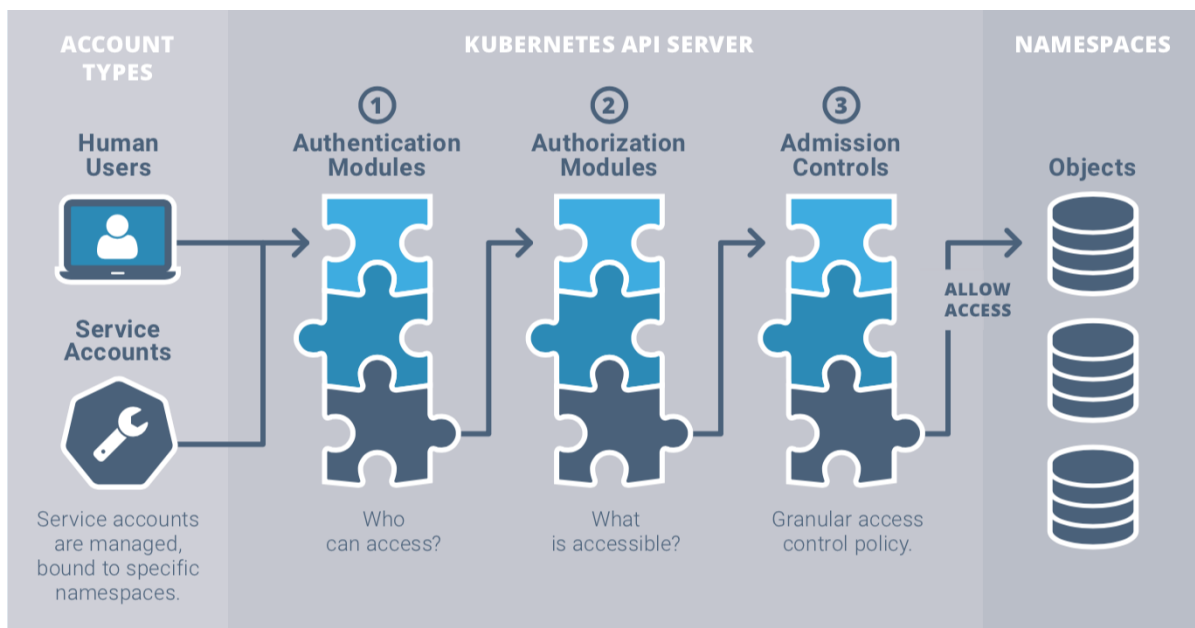 ACCOUNT
TYPES
KUBERNETES API SERVER
NAMESPACES
Human
Users
Service
Accounts
Service accounts
are managed,
bound to specific
namespaces.
1
Authentication
Modules
Who
can access?
2
Authorization
Modules
What
is accessible?
3
Admission
Controls
Granular access
control policy.
ALLOW
ACCESS
Objects